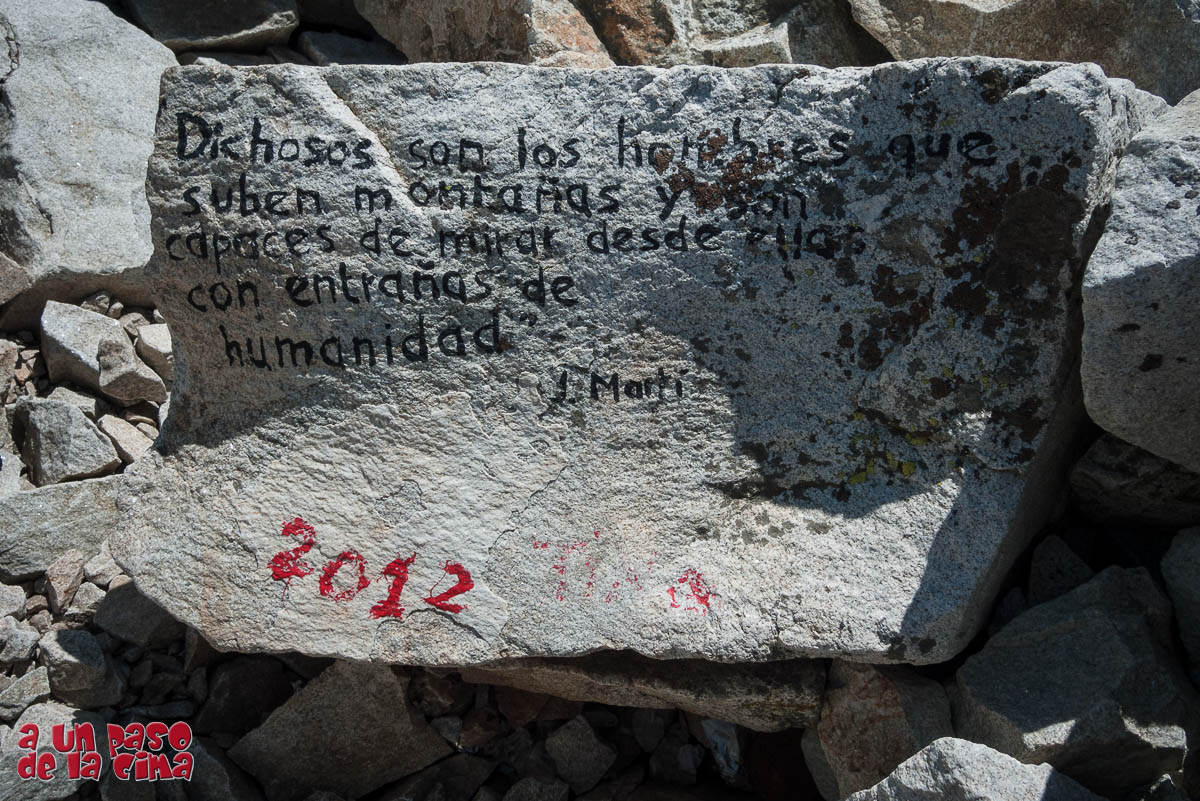 Dichosos son los hombres que
suben montañas y son
capaces de mirar desde ellas
con entrañas de
humanidad"
J. Martí
2012
a un paso
de la cima